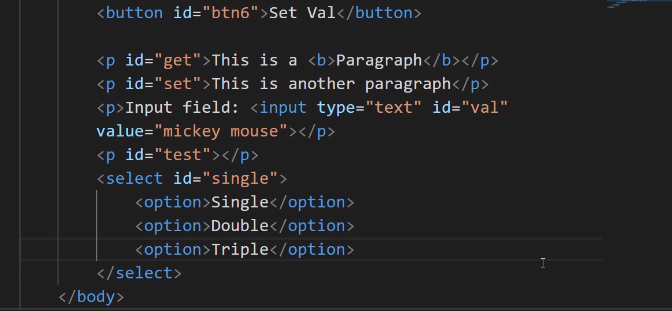 <button id="btn6">Set Val</button>
<p id="get">This is a <b>Paragraph</b></p>
<p id="set">This is another paragraph</p>
<p>Input field: <input type="text" id="val"
value="mickey mouse"></p>
<p id="test"></p>
<select id="single">
<option>Single</option>
<option>Double</option>
<option>Triple</option>
</select>
</body>